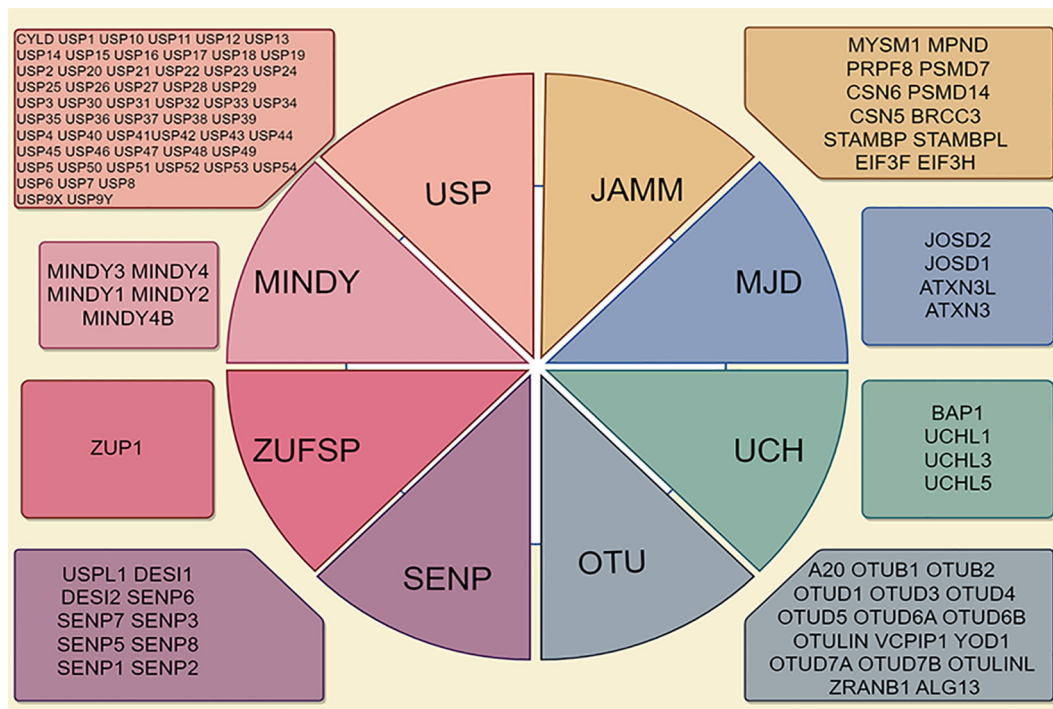 CYLD USP1 USP10 USP11 USP12 USP13
USP14 USP15 USP16 USP17 USP18 USP19
USP2 USP20 USP21 USP22 USP23 USP24
USP25 USP26 USP27 USP28 USP29
USP3 USP30 USP31 USP32 USP33 USP34
USP35 USP36 USP37 USP38 USP39
USP4 USP40 USP41USP42 USP43 USP44
USP45 USP46 USP47 USP48 USP49
USP5 USP50 USP51 USP52 USP53 USP54
USP6 USP7 USP8
USP9X USP9Y
MYSM1 MPND
PRPF8 PSMD7
CSN6 PSMD14
CSN5 BRCC3
STAMBP STAMBPL
EIF3F EIF3H
USP
JAMM
MINDY3 MINDY4
MINDY1 MINDY2
MINDY4B
MINDY
MJD
JOSD2
JOSD1
ATXN3L
ATXN3
ZUP1
ZUFSP
UCH
BAP1
UCHL1
UCHL3
UCHL5
SENP
OTU
USPL1 DESI1
DESI2 SENP6
SENP7 SENP3
SENP5 SENP8
SENP1 SENP2
A20 OTUB1 OTUB2
OTUD1 OTUD3 OTUD4
OTUD5 OTUD6A OTUD6B
OTULIN VCPIP1 YOD1
OTUD7A OTUD7B OTULINL
ZRANB1 ALG13